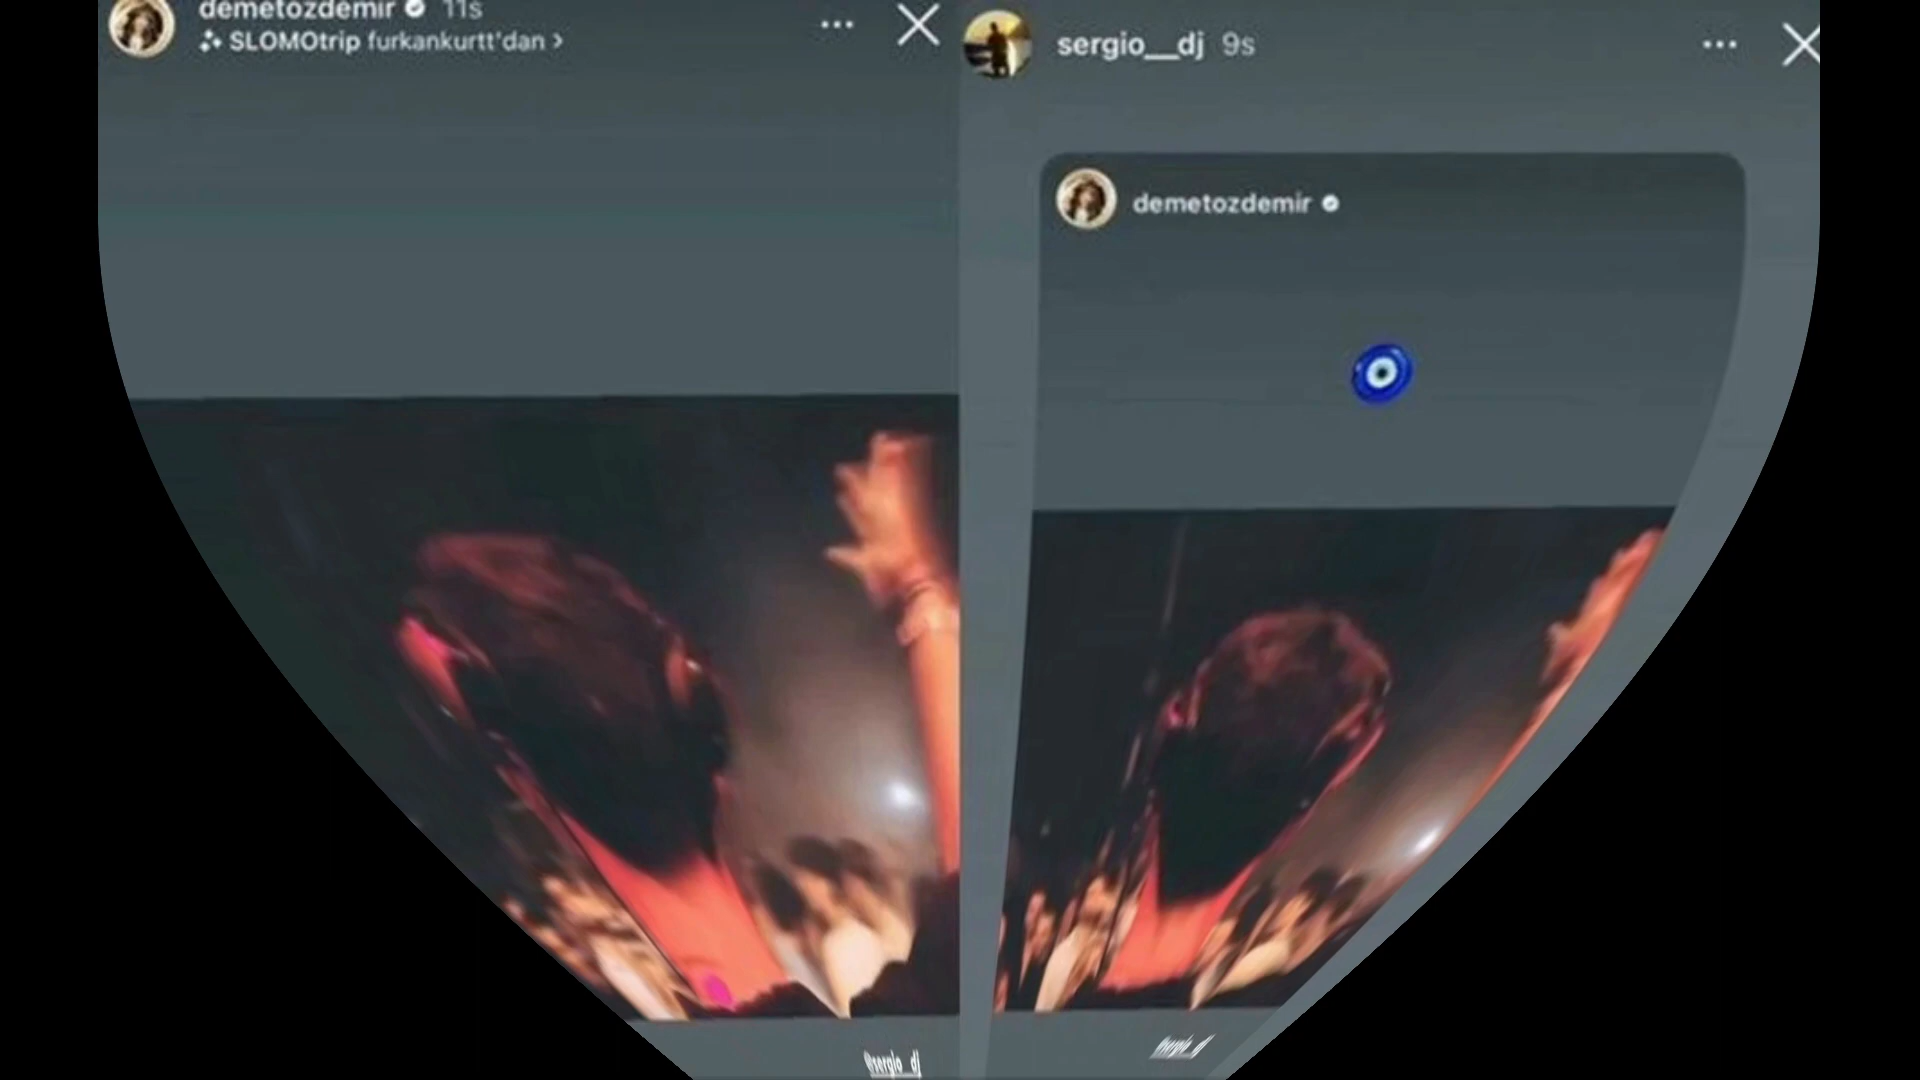 demetozdemir 11s
SLOMOtrip furkankurtt'dan >
sergio__dj 9s
demetozdemir
@sergio_dj